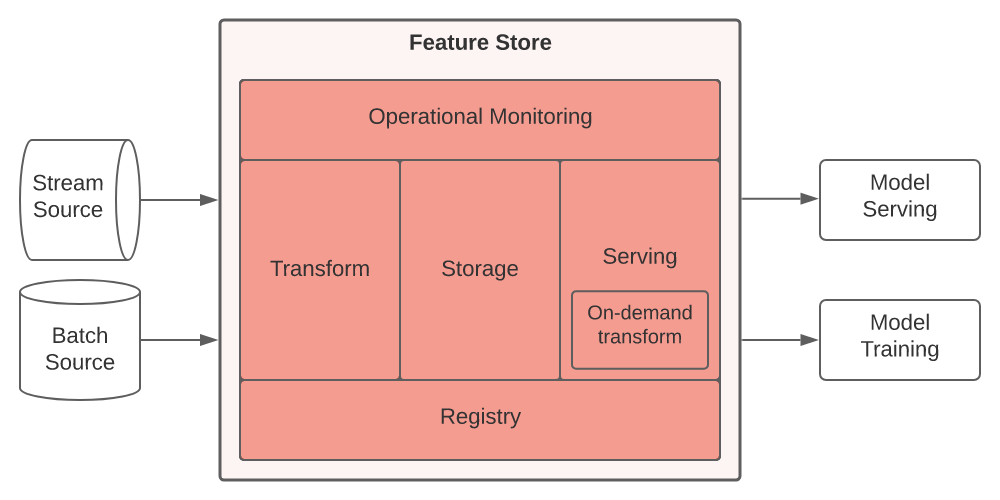 Feature Store
Operational Monitoring
Stream
Source
Batch
Source
Transform
Storage
Serving
On-demand
transform
Registry
Model
Serving
Model
Training